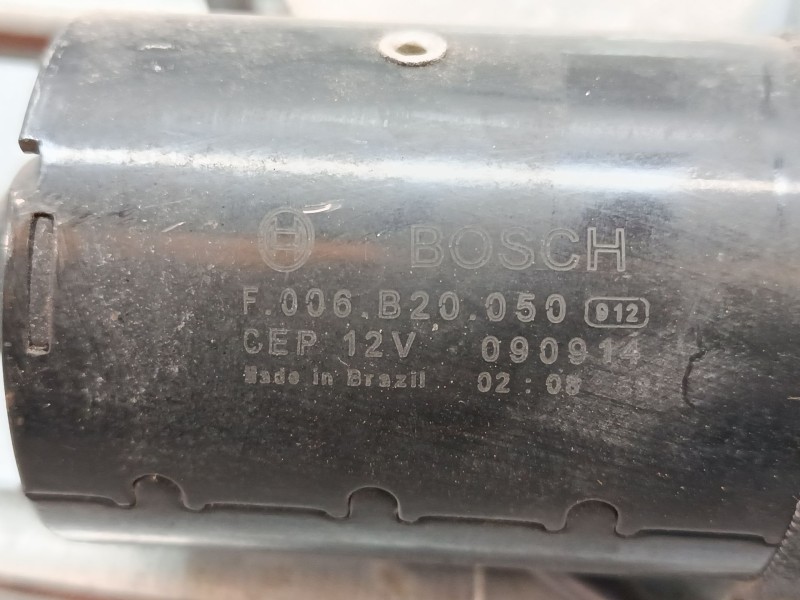 BOSCH
F.006.B20.050 912
CEP 12V 090914
Made in Brazil 02:08